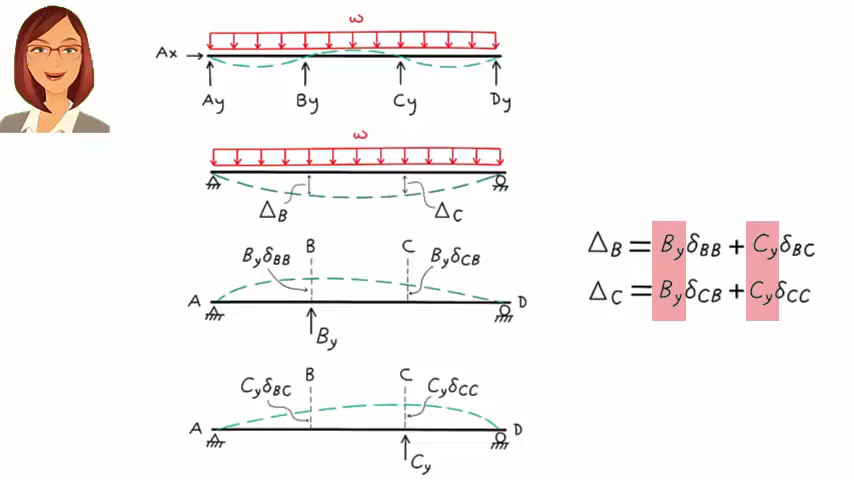 ω
Ax
Ay By Cy Dy
ω
ΔB ΔC
B C
ByδBB ByδCB
A D
By
B C
CyδBC CyδCC
A D
Cy
ΔB = ByδBB + CyδBC
ΔC = ByδCB + CyδCC